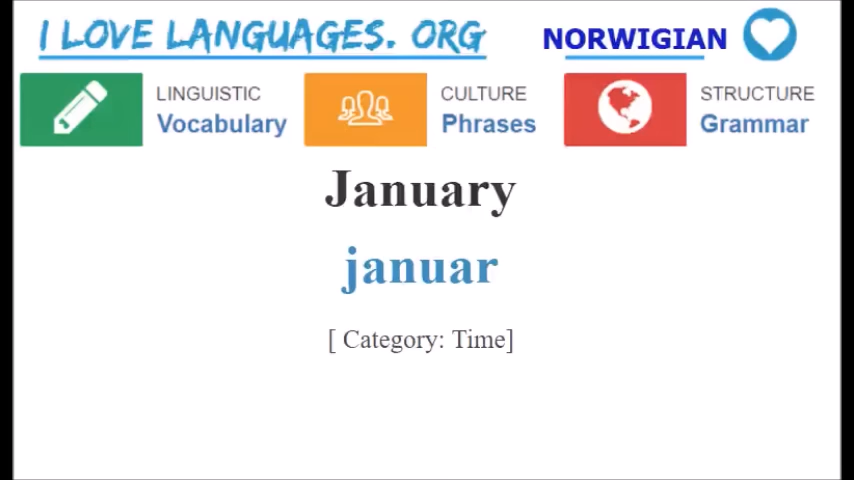 I LOVE LANGUAGES. ORG
NORWIGIAN
LINGUISTIC
Vocabulary
CULTURE
Phrases
STRUCTURE
Grammar
January
januar
[ Category: Time]